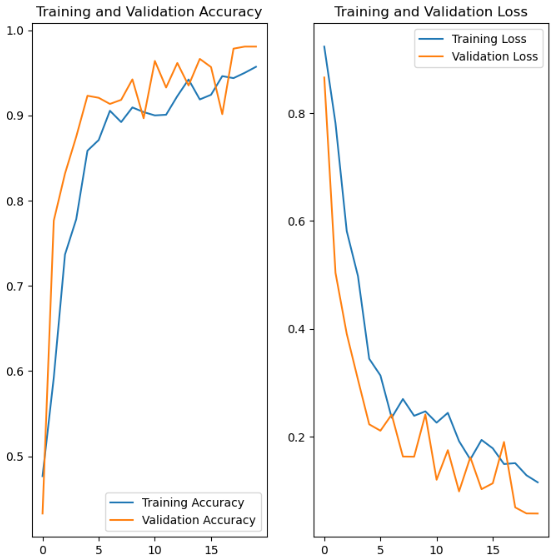 Training and Validation Accuracy
1.0
0.9
0.8
0.7
0.6
0.5
0 5 10 15
Training Accuracy
Validation Accuracy
Training and Validation Loss
0.8
0.6
0.4
0.2
0 5 10 15
Training Loss
Validation Loss